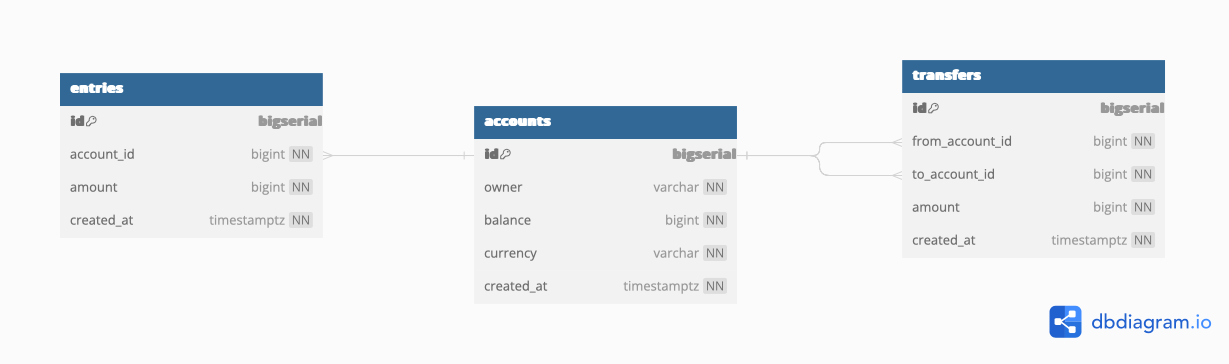 entries
id bigserial
account_id bigint NN
amount bigint NN
created_at timestamptz NN
accounts
id bigserial
owner varchar NN
balance bigint NN
currency varchar NN
created_at timestamptz NN
transfers
id bigserial
from_account_id bigint NN
to_account_id bigint NN
amount bigint NN
created_at timestamptz NN
dbdiagram.io